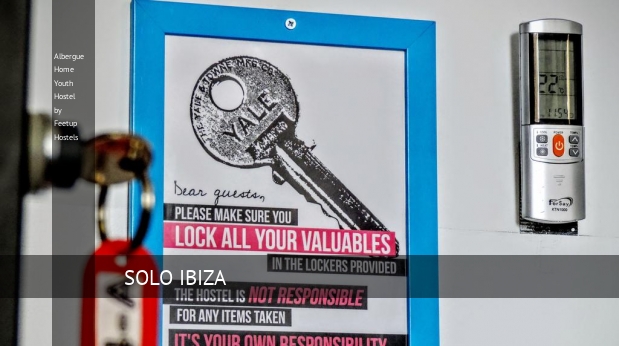 Albergue
Home
Youth
Hostel
by
Feetup
Hostels
YALE
22°C
Dear guests,
PLEASE MAKE SURE YOU
LOCK ALL YOUR VALUABLES
IN THE LOCKERS PROVIDED
SOLO IBIZA
THE HOSTEL IS NOT RESPONSIBLE
FOR ANY ITEMS TAKEN
IT'S YOUR OWN RESPONSIBILITY